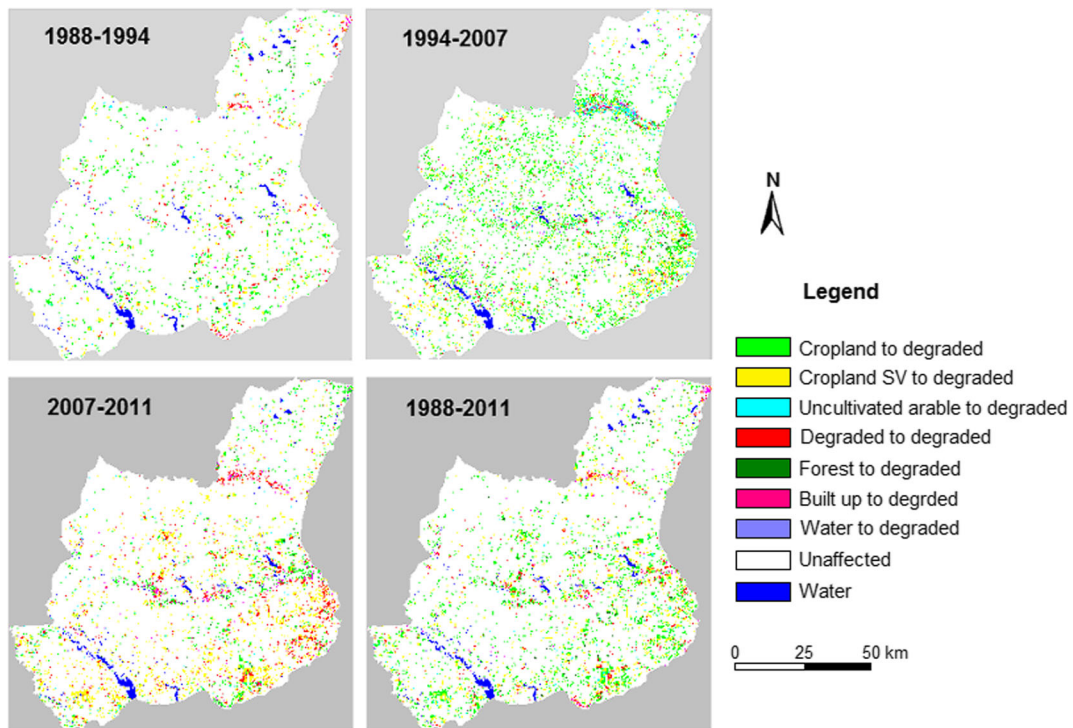 1988-1994
1994-2007
2007-2011
1988-2011
N
Legend
Cropland to degraded
Cropland SV to degraded
Uncultivated arable to degraded
Degraded to degraded
Forest to degraded
Built up to degrded
Water to degraded
Unaffected
Water
0 25 50 km